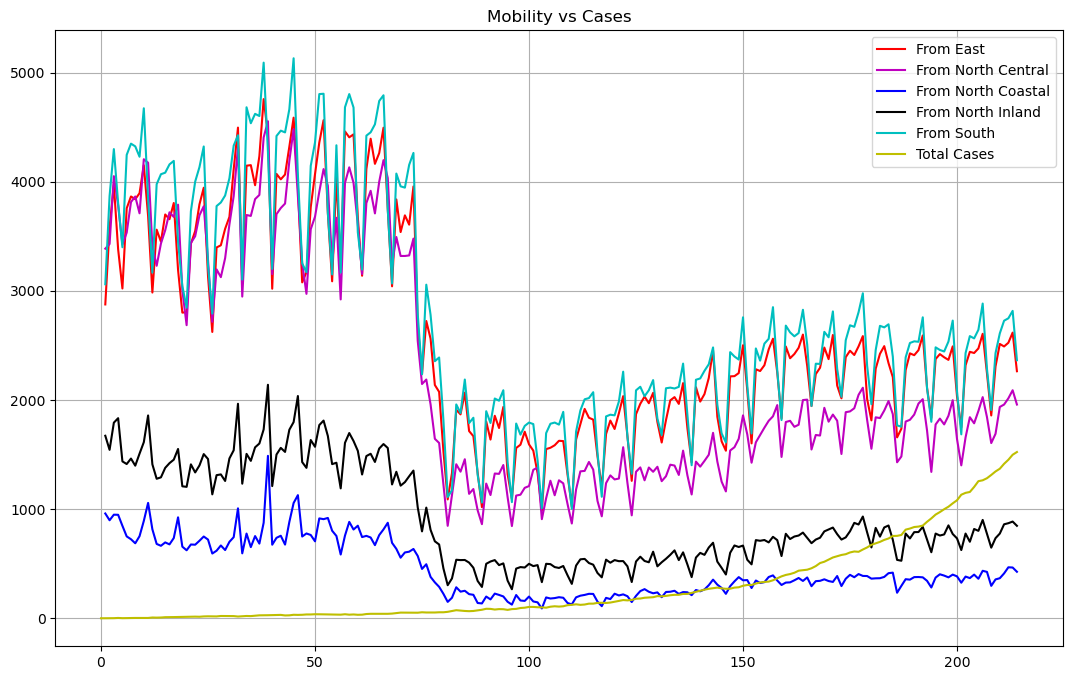 Mobility vs Cases
From East
From North Central
From North Coastal
From North Inland
From South
Total Cases
5000
4000
3000
2000
1000
0
0 50 100 150 200